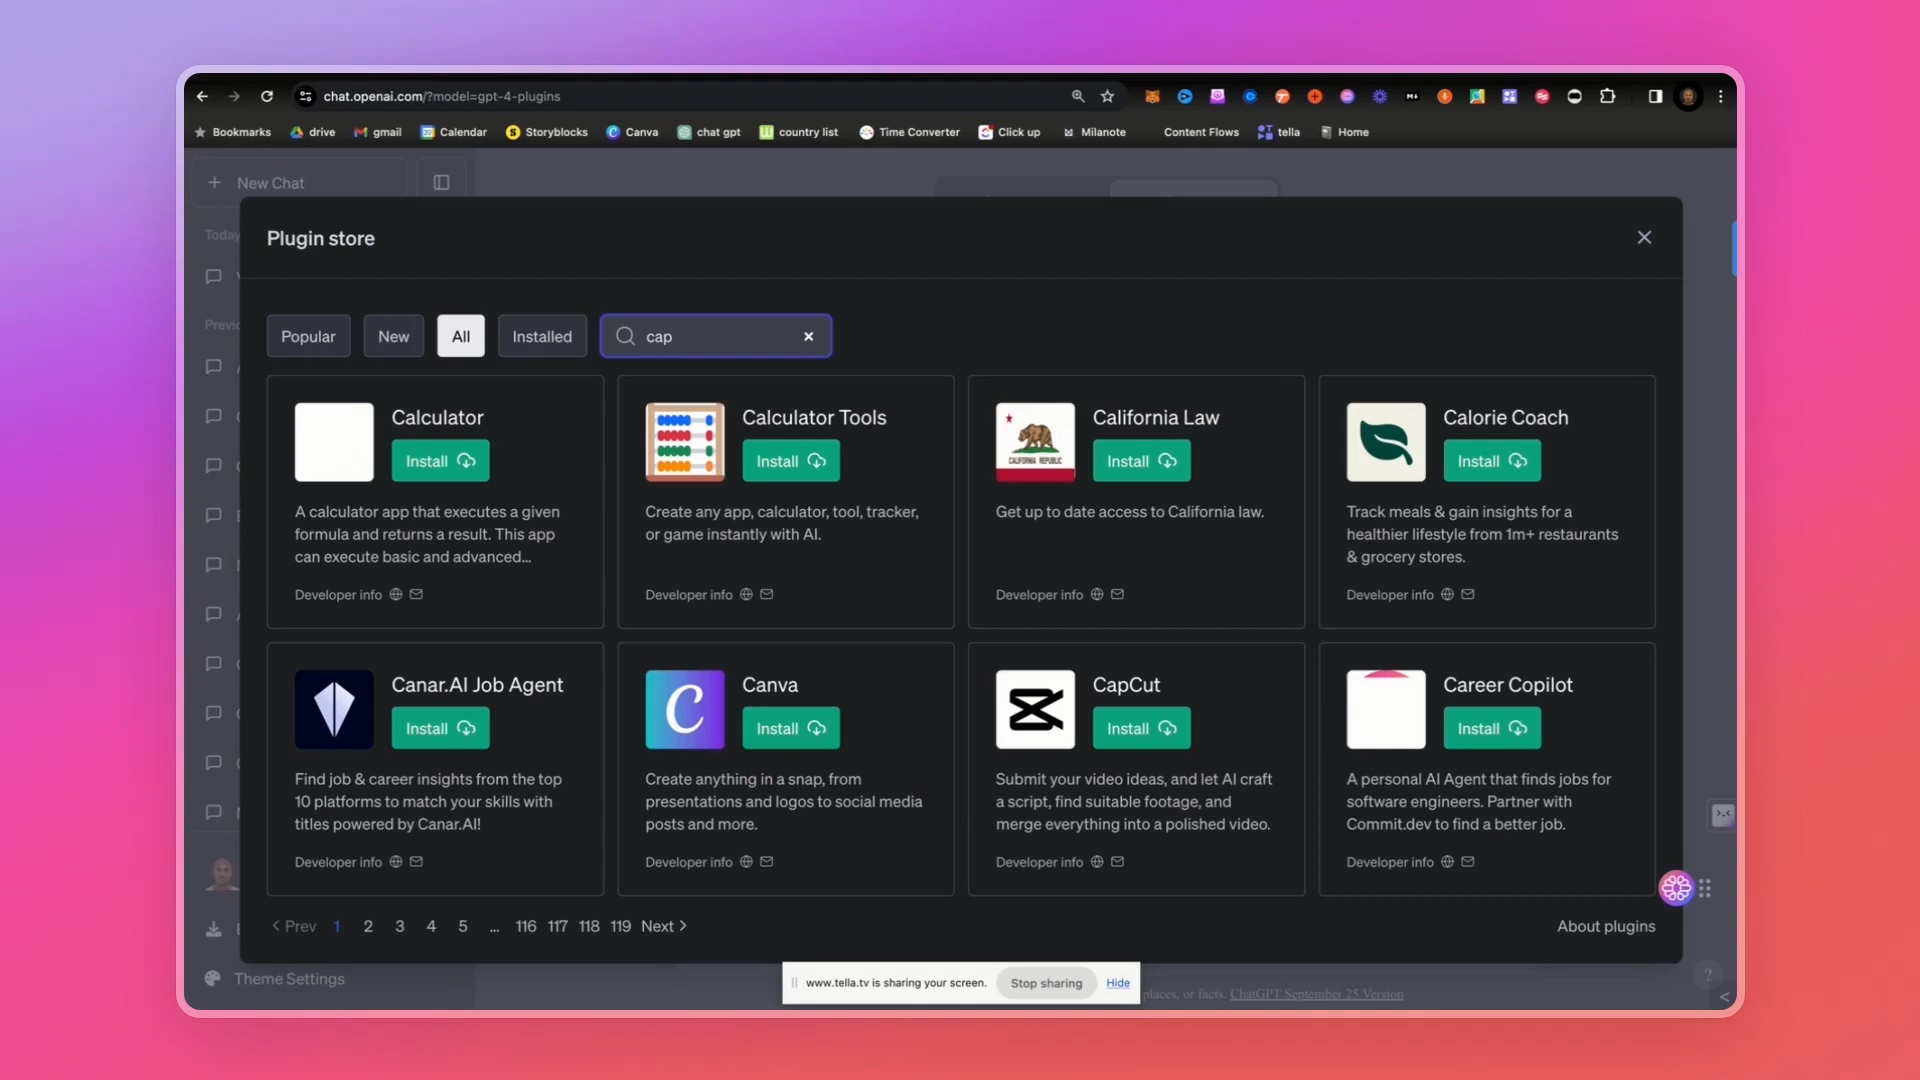 chat.openai.com/?model=gpt-4-plugins
Bookmarks drive gmail Calendar Storyblocks Canva chat gpt country list Time Converter Click up Milanote Content Flows tella Home
New Chat
Today
Plugin store
Popular New All Installed cap
Calculator
Install
A calculator app that executes a given
formula and returns a result. This app
can execute basic and advanced...
Developer info
Calculator Tools
Install
Create any app, calculator, tool, tracker,
or game instantly with AI.
Developer info
CALIFORNIA REPUBLIC
California Law
Install
Get up to date access to California law.
Developer info
Calorie Coach
Install
Track meals & gain insights for a
healthier lifestyle from 1m+ restaurants
& grocery stores.
Developer info
Canar.AI Job Agent
Install
Find job & career insights from the top
10 platforms to match your skills with
titles powered by Canar.AI!
Developer info
C
Canva
Install
Create anything in a snap, from
presentations and logos to social media
posts and more.
Developer info
CapCut
Install
Submit your video ideas, and let AI craft
a script, find suitable footage, and
merge everything into a polished video.
Developer info
Career Copilot
Install
A personal AI Agent that finds jobs for
software engineers. Partner with
Commit.dev to find a better job.
Developer info
< Prev 1 2 3 4 5 ... 116 117 118 119 Next >
About plugins
Theme Settings
www.tella.tv is sharing your screen. Stop sharing Hide
places, or facts. ChatGPT September 25 Version